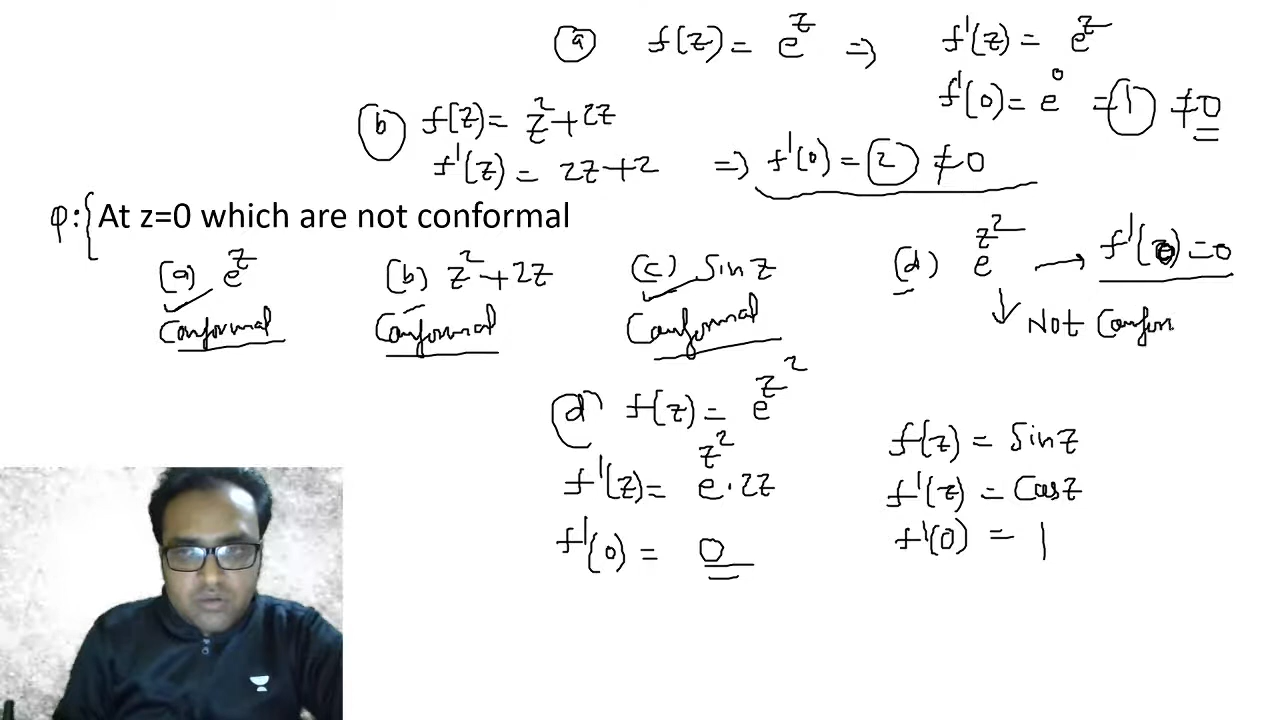 (a) f(z) = e^z ⇒ f'(z) = e^z
f'(0) = e^0 = 1 ≠ 0
(b) f(z) = z^2 + 2z
f'(z) = 2z + 2 ⇒ f'(0) = 2 ≠ 0
φ:{ At z=0 which are not conformal
(a) e^z (b) z^2 + 2z (c) Sin z (d) e^z^2 → f'(0) = 0
Conformal Conformal Conformal ↓ Not Confor
(d) f(z) = e^z^2
f'(z) = e^z^2 · 2z
f'(0) = 0
f(z) = Sin z
f'(z) = Cos z
f'(0) = 1